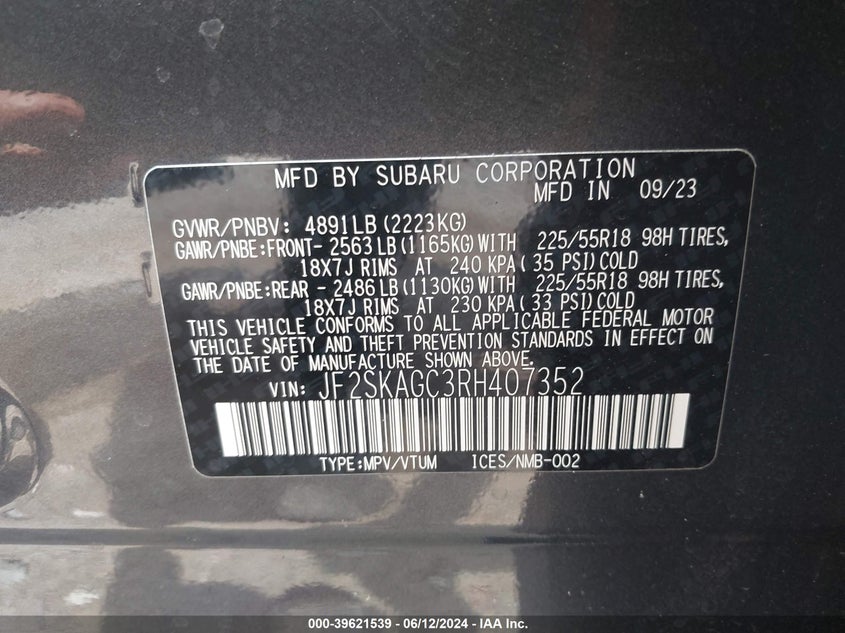 MFD BY SUBARU CORPORATION
MFD IN 09/23
GVWR/PNBV: 4891LB(2223KG)
GAWR/PNBE:FRONT- 2563LB(1165KG)WITH 225/55R18 98H TIRES,
18X7J RIMS AT 240 KPA( 35 PSI)COLD
GAWR/PNBE:REAR - 2486LB(1130KG)WITH 225/55R18 98H TIRES,
18X7J RIMS AT 230 KPA( 33 PSI)COLD
THIS VEHICLE CONFORMS TO ALL APPLICABLE FEDERAL MOTOR
VEHICLE SAFETY AND THEFT PREVENTION STANDARDS IN EFFECT ON
THE DATE OF MANUFACTURE SHOWN ABOVE.
VIN: JF2SKAGC3RH407352
TYPE:MPV/VTUM ICES/NMB-002
000-39621539 - 06/12/2024 - IAA Inc.